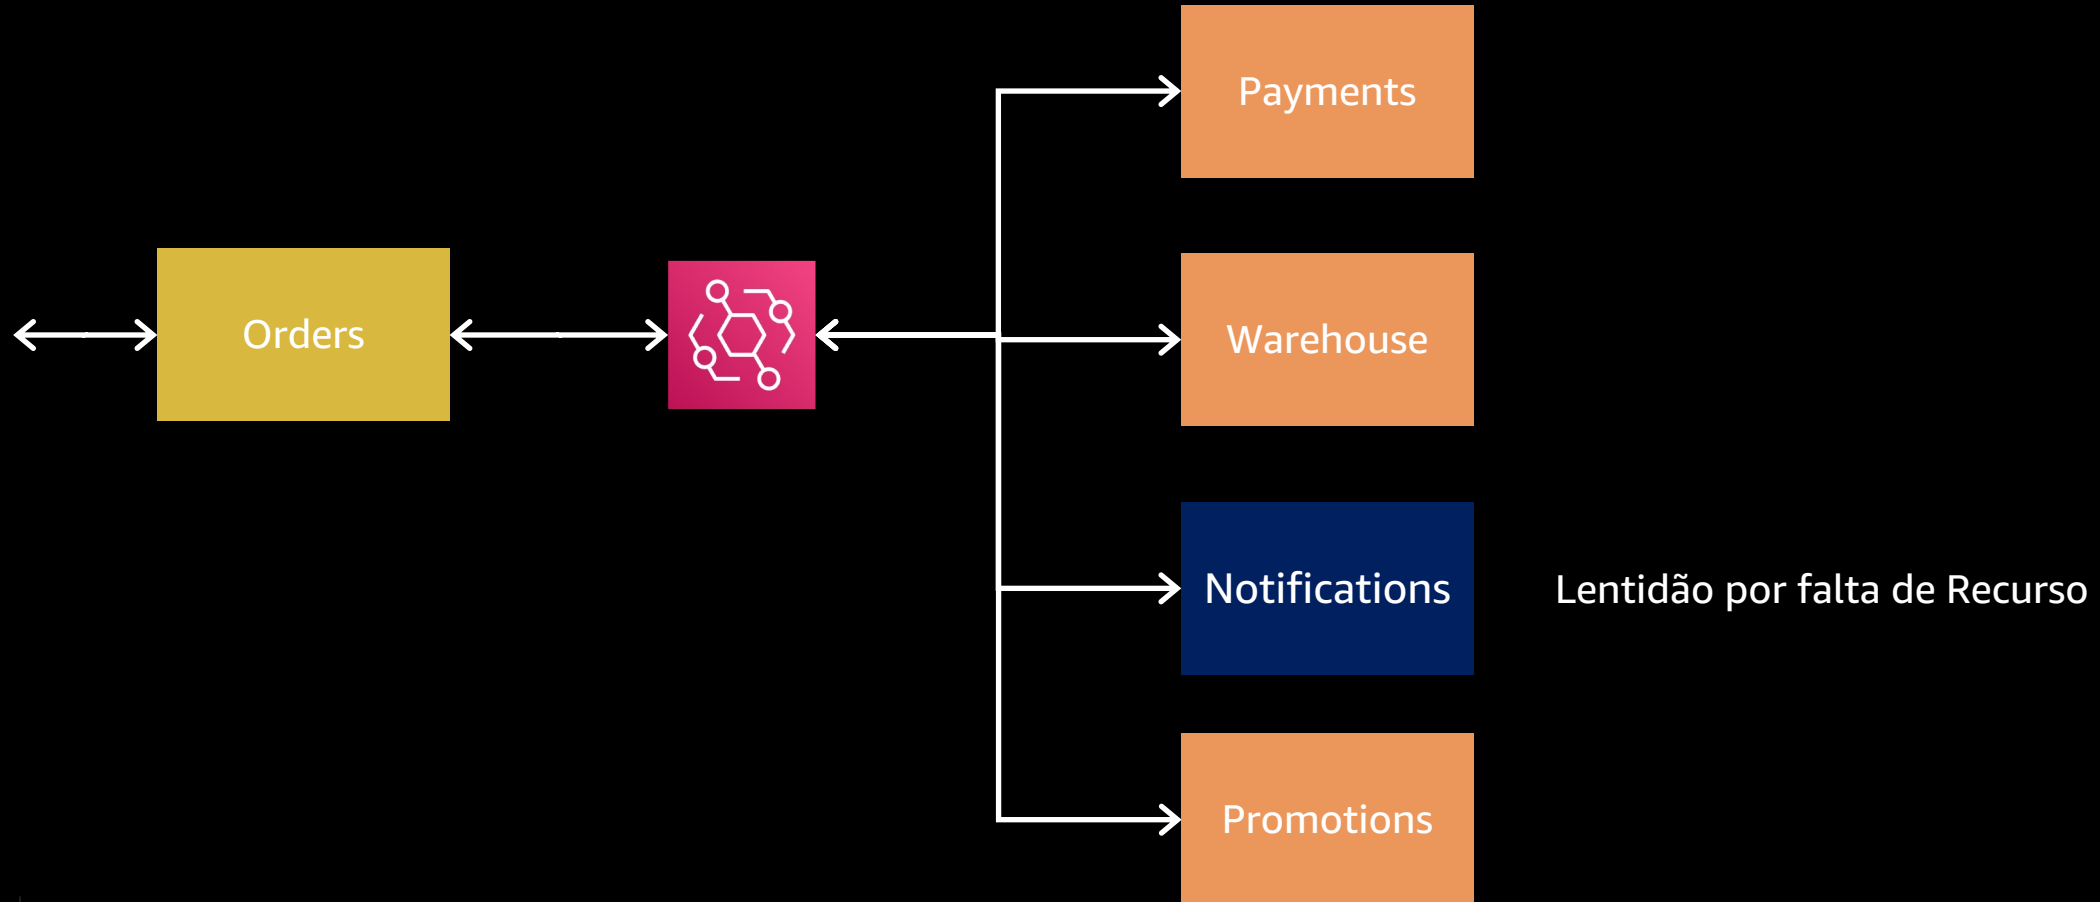 Payments
Orders
Warehouse
Notifications
Lentidão por falta de Recurso
Promotions